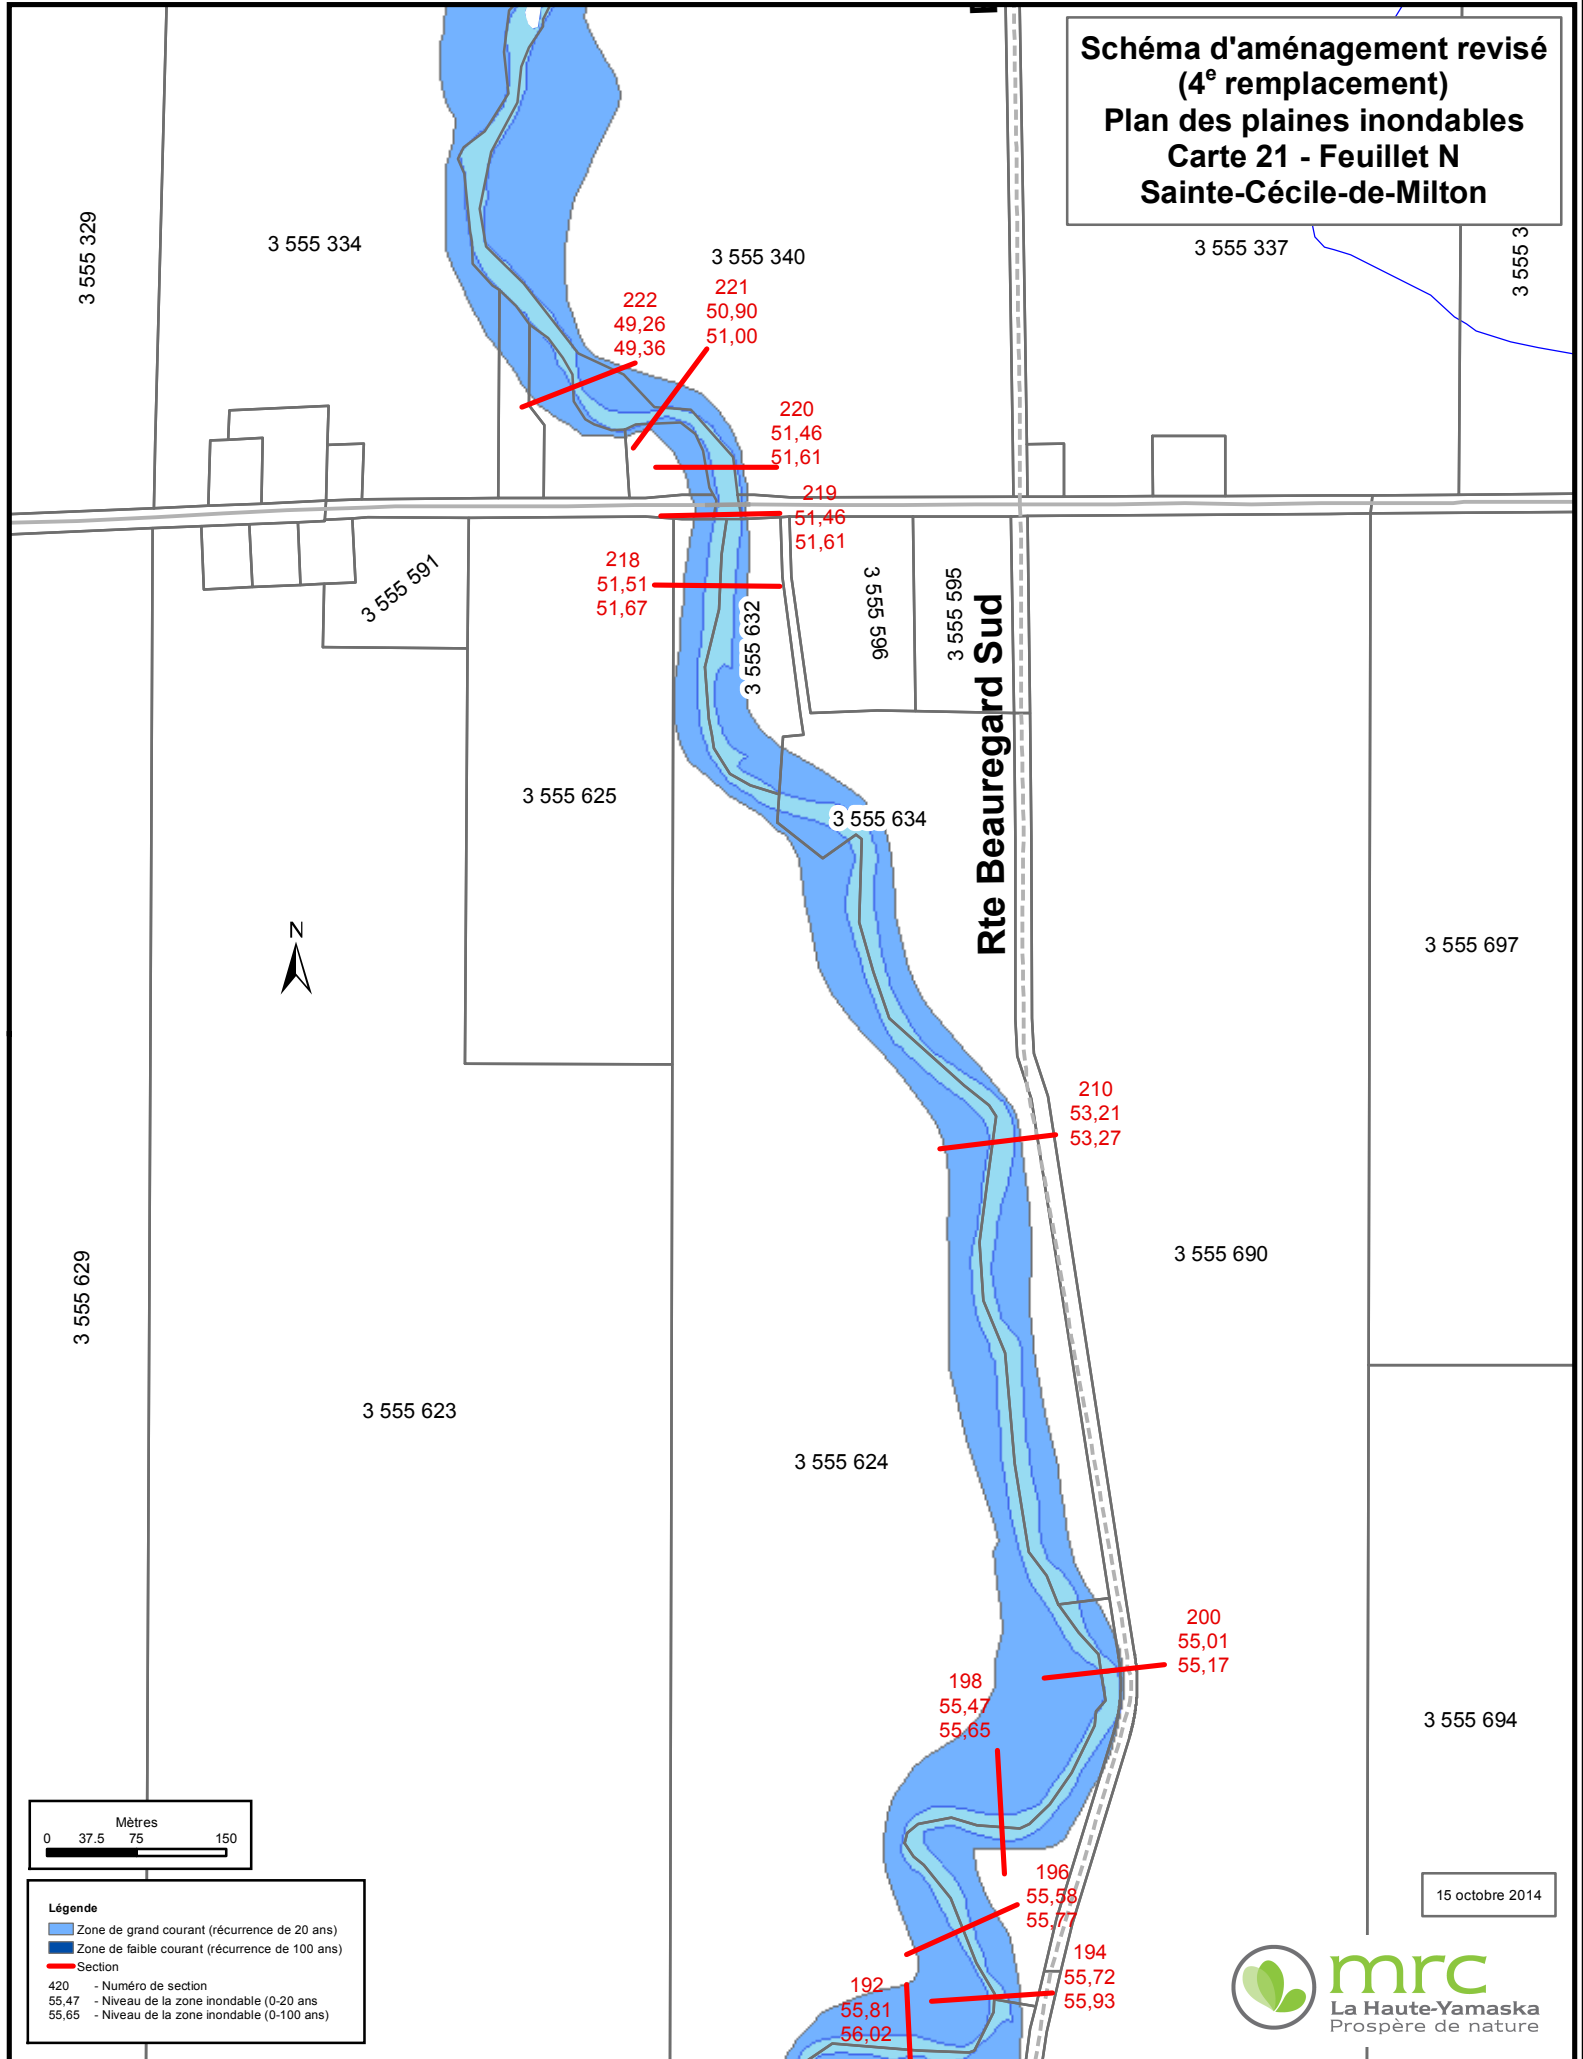 Schéma d'aménagement revisé
(4e remplacement)
Plan des plaines inondables
Carte 21 - Feuillet N
Sainte-Cécile-de-Milton
3 555 329
3 555 334
3 555 340
3 555 337
3 555 3
222
49,26
49,36
221
50,90
51,00
220
51,46
51,61
219
51,46
51,61
218
51,51
51,67
3 555 591
3 555 632
3 555 596
3 555 595
Rte Beauregard Sud
3 555 625
3 555 634
N
3 555 697
210
53,21
53,27
3 555 629
3 555 690
3 555 623
3 555 624
200
55,01
55,17
198
55,47
55,65
3 555 694
196
55,58
55,77
194
55,72
55,93
192
55,81
56,02
Mètres
0 37.5 75 150
Légende
Zone de grand courant (récurrence de 20 ans)
Zone de faible courant (récurrence de 100 ans)
Section
420 - Numéro de section
55,47 - Niveau de la zone inondable (0-20 ans
55,65 - Niveau de la zone inondable (0-100 ans)
15 octobre 2014
mrc
La Haute-Yamaska
Prospère de nature